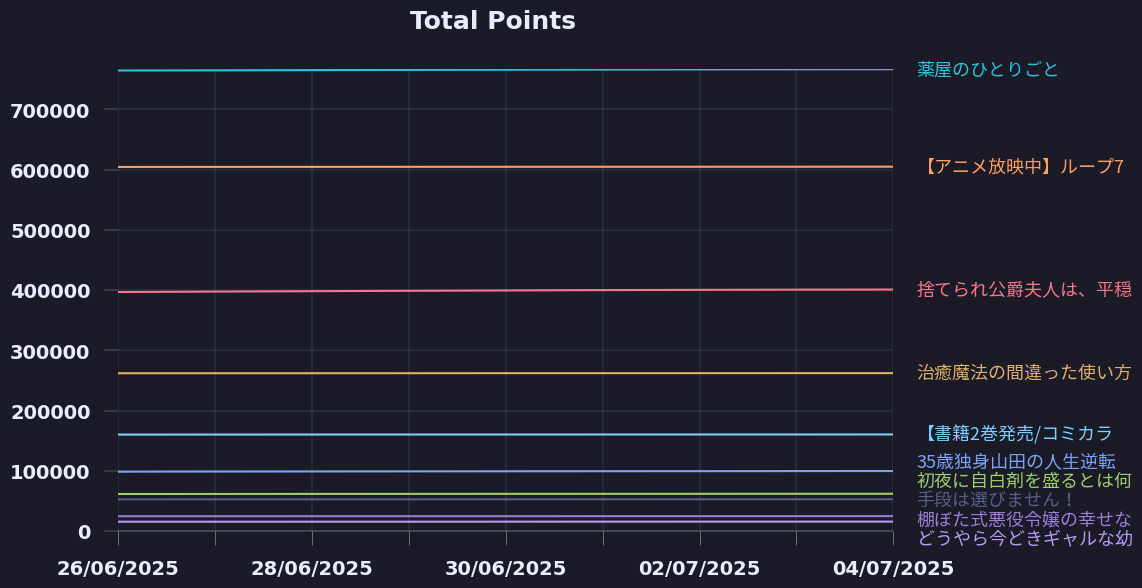 Total Points
薬屋のひとりごと
700000
【アニメ放映中】ループ7
600000
500000
400000
捨てられ公爵夫人は、平穏
300000
治癒魔法の間違った使い方
200000
【書籍2巻発売/コミカラ
100000
35歳独身山田の人生逆転
初夜に自白剤を盛るとは何
手段は選びません！
棚ぼた式悪役令嬢の幸せな
0
どうやら今どきギャルな幼
26/06/2025 28/06/2025 30/06/2025 02/07/2025 04/07/2025